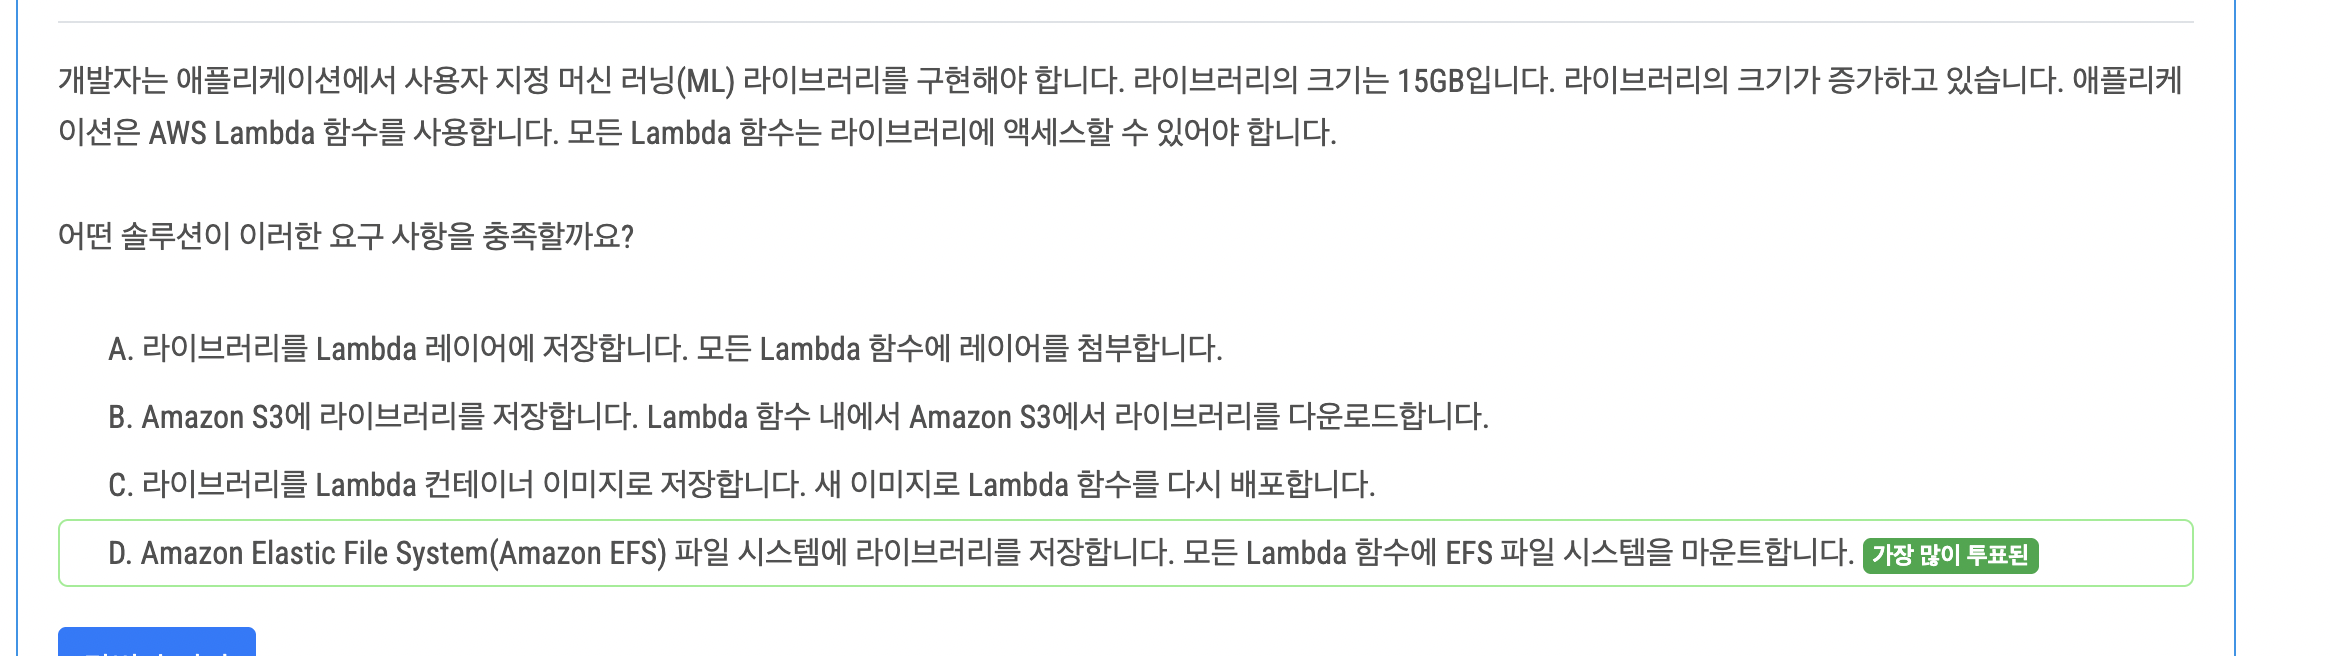 개발자는 애플리케이션에서 사용자 지정 머신 러닝(ML) 라이브러리를 구현해야 합니다. 라이브러리의 크기는 15GB입니다. 라이브러리의 크기가 증가하고 있습니다. 애플리케
이션은 AWS Lambda 함수를 사용합니다. 모든 Lambda 함수는 라이브러리에 액세스할 수 있어야 합니다.
어떤 솔루션이 이러한 요구 사항을 충족할까요?
A. 라이브러리를 Lambda 레이어에 저장합니다. 모든 Lambda 함수에 레이어를 첨부합니다.
B. Amazon S3에 라이브러리를 저장합니다. Lambda 함수 내에서 Amazon S3에서 라이브러리를 다운로드합니다.
C. 라이브러리를 Lambda 컨테이너 이미지로 저장합니다. 새 이미지로 Lambda 함수를 다시 배포합니다.
D. Amazon Elastic File System(Amazon EFS) 파일 시스템에 라이브러리를 저장합니다. 모든 Lambda 함수에 EFS 파일 시스템을 마운트합니다. 가장 많이 투표된